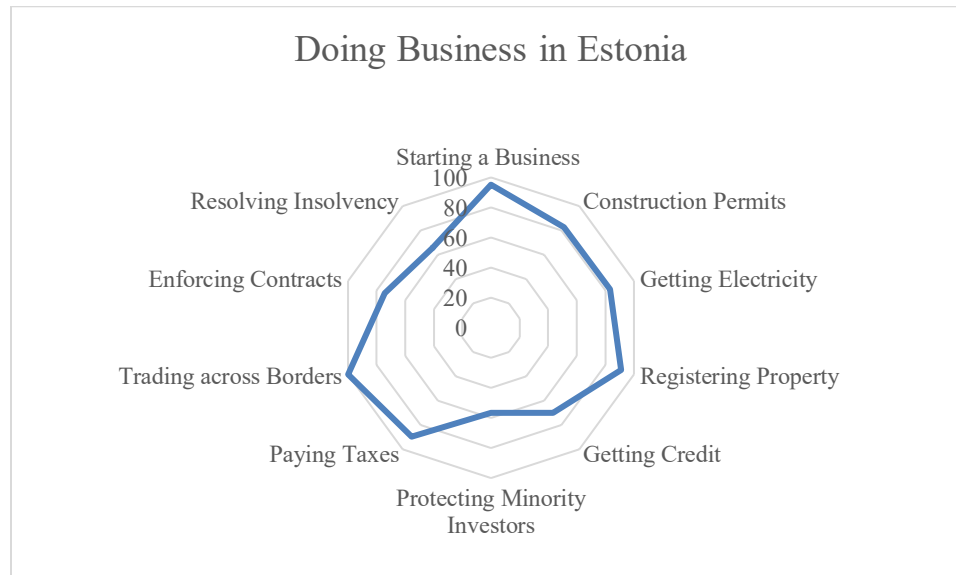 Doing Business in Estonia
Starting a Business
100
Resolving Insolvency
Construction Permits
80
60
Enforcing Contracts
Getting Electricity
40
20
0
Trading across Borders
Registering Property
Paying Taxes
Getting Credit
Protecting Minority
Investors